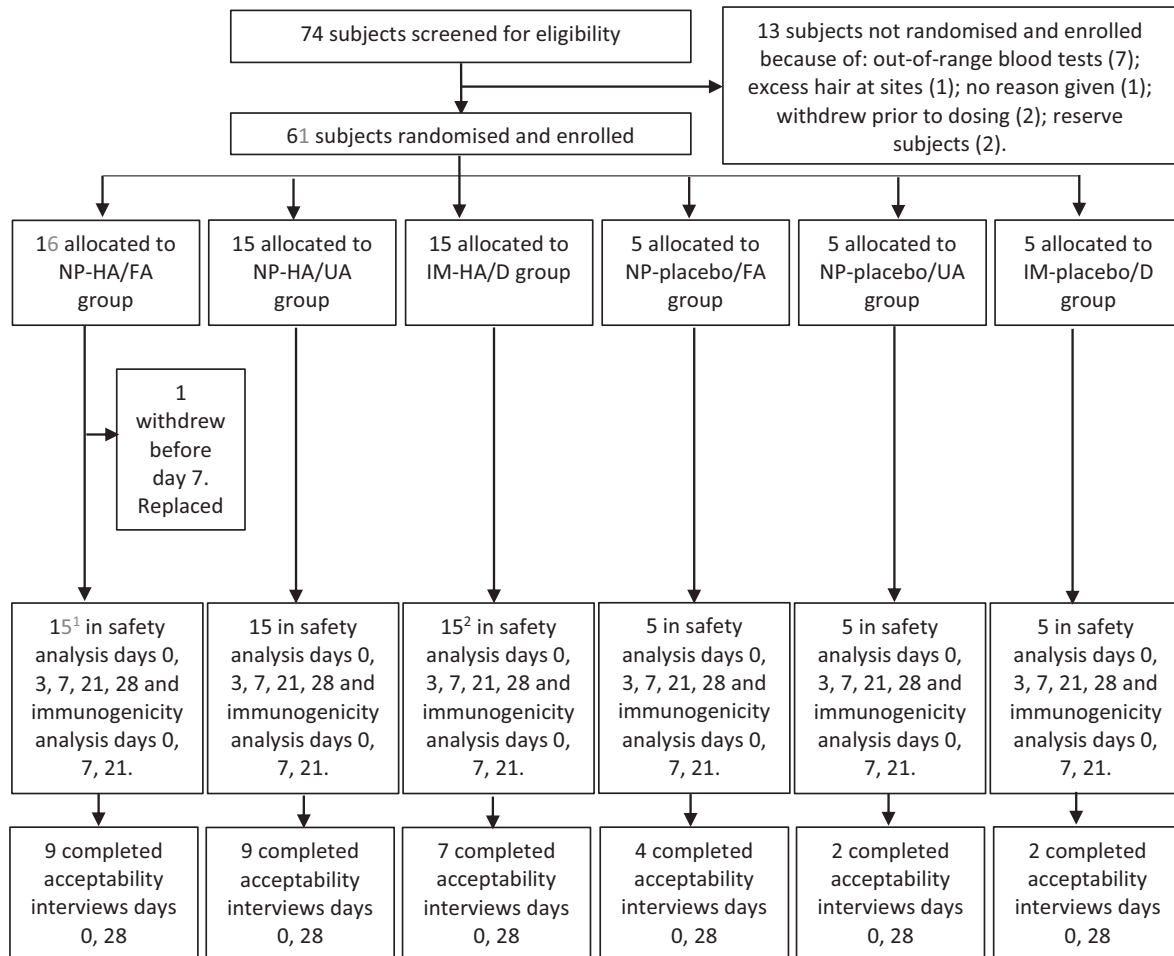 74 subjects screened for eligibility
13 subjects not randomised and enrolled
because of: out-of-range blood tests (7);
excess hair at sites (1); no reason given (1);
withdrew prior to dosing (2); reserve
subjects (2).
61 subjects randomised and enrolled
16 allocated to
NP-HA/FA
group
15 allocated to
NP-HA/UA
group
15 allocated to
IM-HA/D group
5 allocated to
NP-placebo/FA
group
5 allocated to
NP-placebo/UA
group
5 allocated to
IM-placebo/D
group
1
withdrew
before
day 7.
Replaced
15¹ in safety
analysis days 0,
3, 7, 21, 28 and
immunogenicity
analysis days 0,
7, 21.
15 in safety
analysis days 0,
3, 7, 21, 28 and
immunogenicity
analysis days 0,
7, 21.
15² in safety
analysis days 0,
3, 7, 21, 28 and
immunogenicity
analysis days 0,
7, 21.
5 in safety
analysis days 0,
3, 7, 21, 28 and
immunogenicity
analysis days 0,
7, 21.
5 in safety
analysis days 0,
3, 7, 21, 28 and
immunogenicity
analysis days 0,
7, 21.
5 in safety
analysis days 0,
3, 7, 21, 28 and
immunogenicity
analysis days 0,
7, 21.
9 completed
acceptability
interviews days
0, 28
9 completed
acceptability
interviews days
0, 28
7 completed
acceptability
interviews days
0, 28
4 completed
acceptability
interviews days
0, 28
2 completed
acceptability
interviews days
0, 28
2 completed
acceptability
interviews days
0, 28